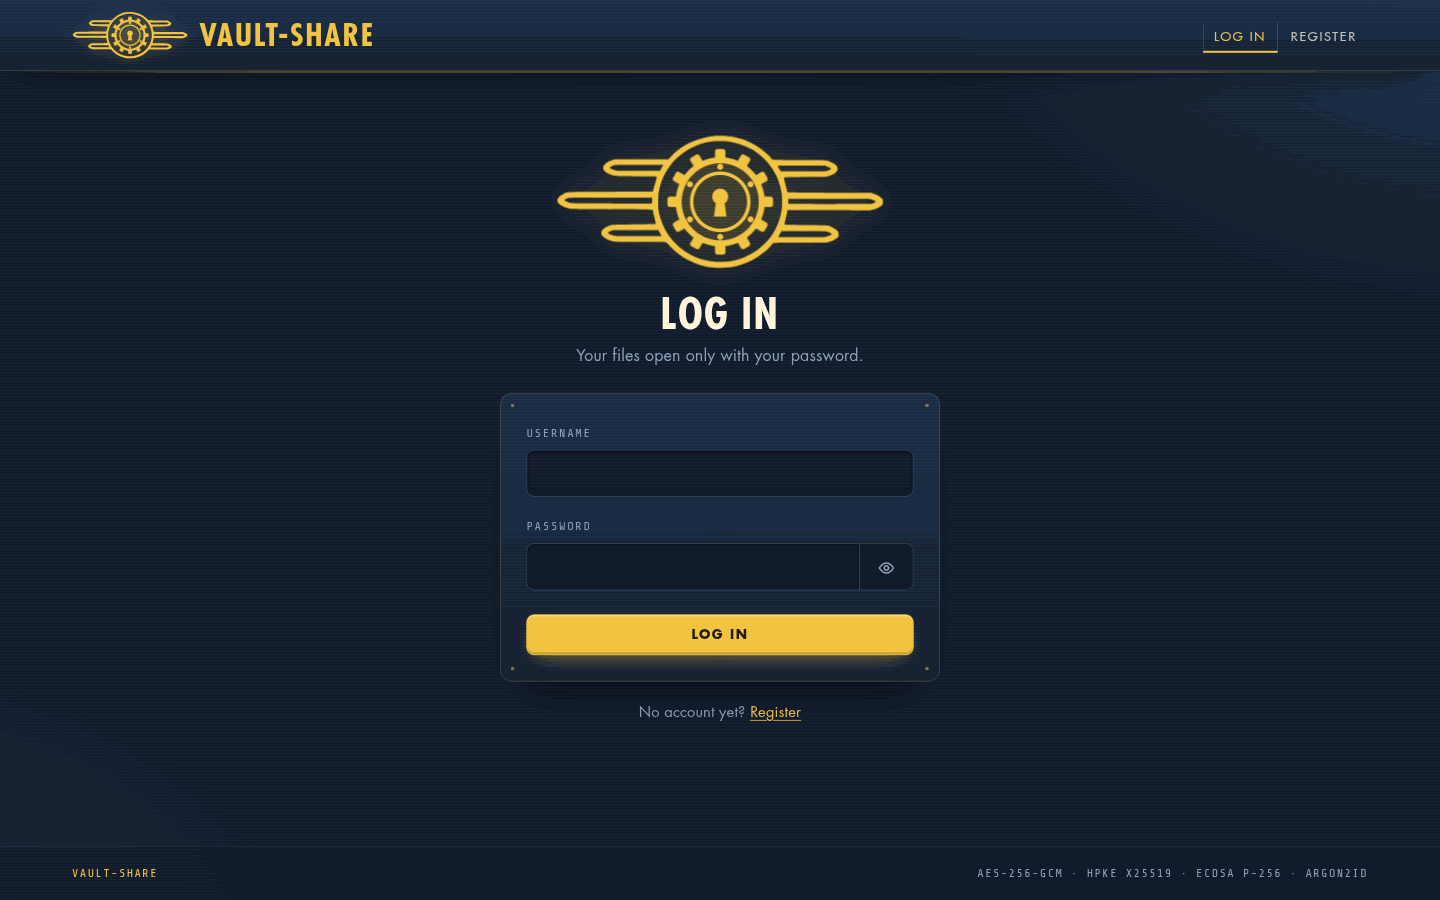 VAULT-SHARE
LOG IN
REGISTER
LOG IN
Your files open only with your password.
USERNAME
PASSWORD
LOG IN
No account yet? Register
VAULT-SHARE
AES-256-GCM · HPKE X25519 · ECDSA P-256 · ARGON2ID